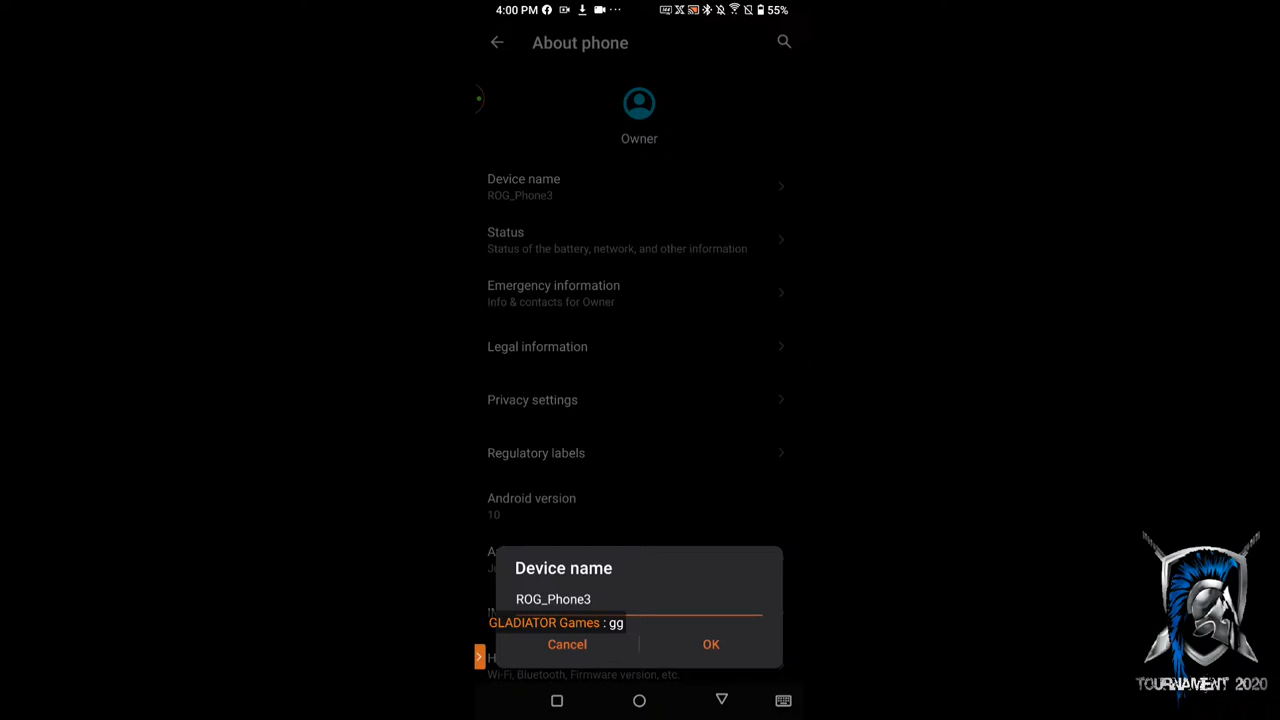 4:00 PM
55%
About phone
Owner
Device name
ROG_Phone3
Status
Status of the battery, network, and other information
Emergency information
Info & contacts for Owner
Legal information
Privacy settings
Regulatory labels
Android version
10
Device name
ROG_Phone3
GLADIATOR Games : gg
Cancel
OK
Wi-Fi, Bluetooth, Firmware version, etc.
TOURNAMENT 2020